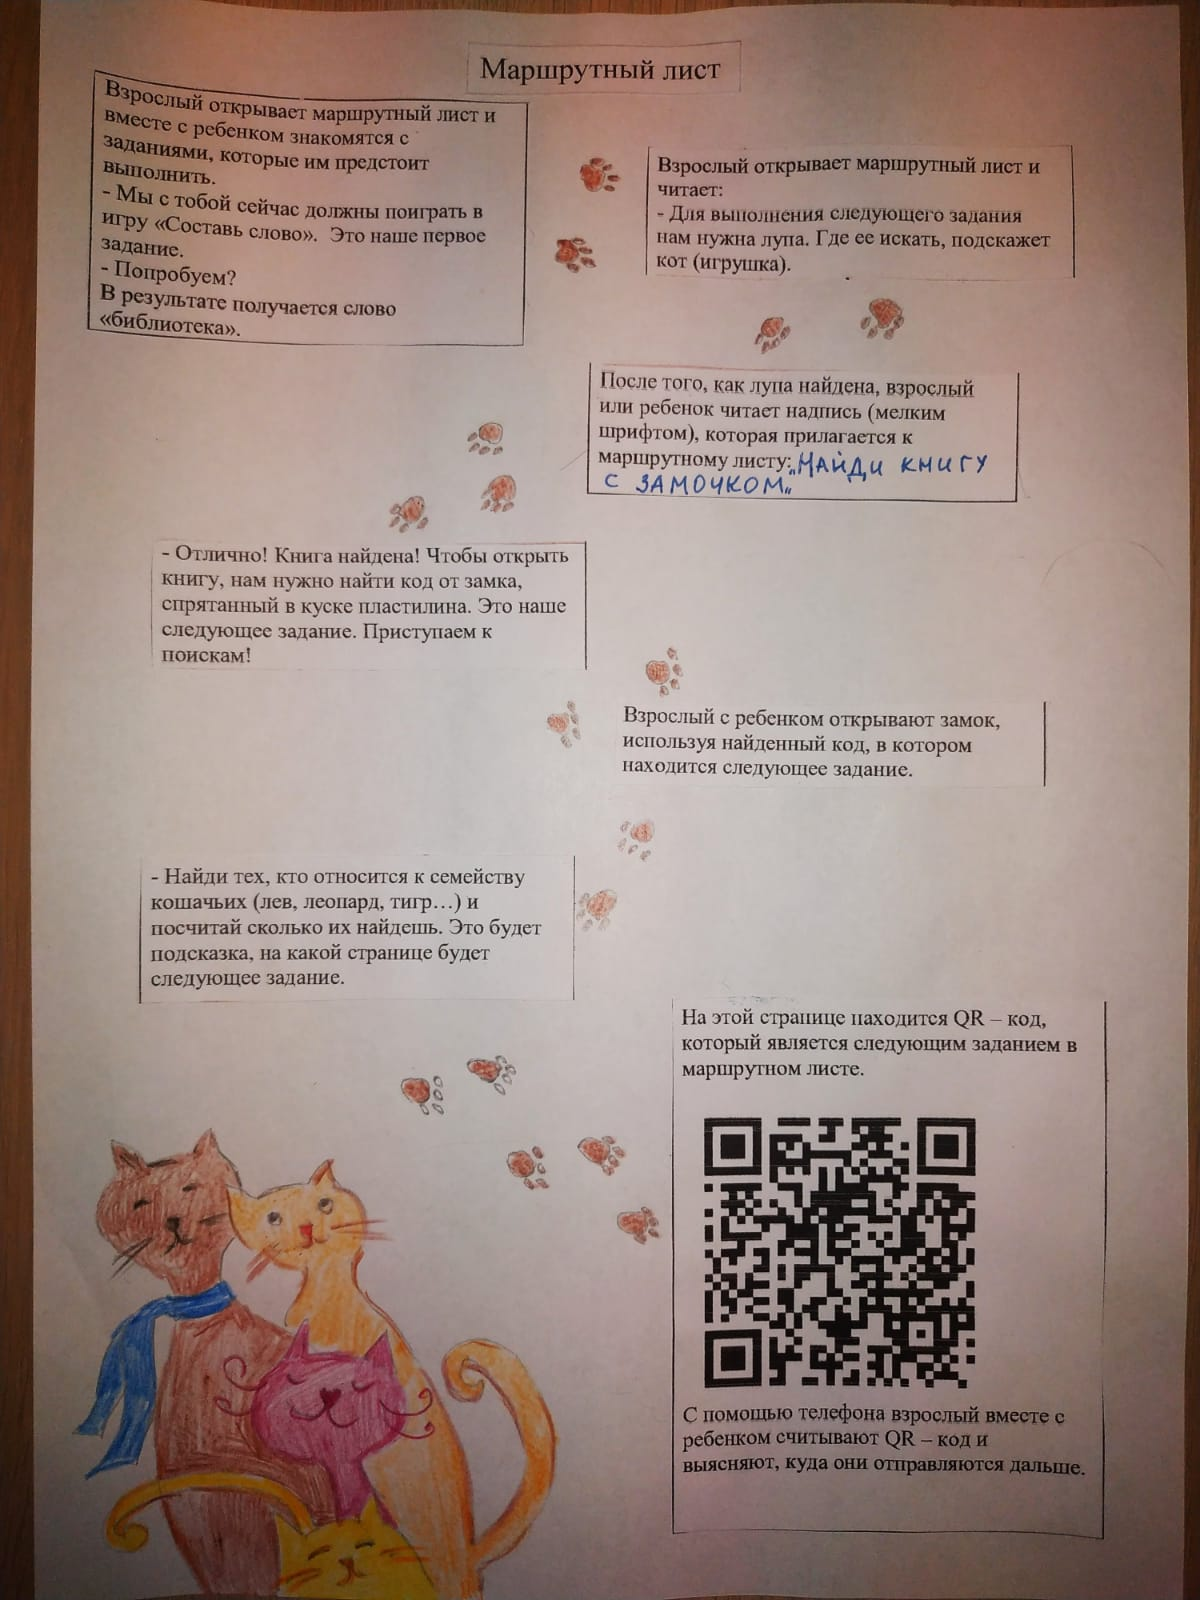 Маршрутный лист
Взрослый открывает маршрутный лист и
вместе с ребенком знакомятся с
заданиями, которые им предстоит
выполнить.
- Мы с тобой сейчас должны поиграть в
игру «Составь слово». Это наше первое
задание.
- Попробуем?
В результате получается слово
«библиотека».
Взрослый открывает маршрутный лист и
читает:
- Для выполнения следующего задания
нам нужна лупа. Где ее искать, подскажет
кот (игрушка).
После того, как лупа найдена, взрослый
или ребенок читает надпись (мелким
шрифтом), которая прилагается к
маршрутному листу: „НАЙДИ КНИГУ
С ЗАМОЧКОМ"
- Отлично! Книга найдена! Чтобы открыть
книгу, нам нужно найти код от замка,
спрятанный в куске пластилина. Это наше
следующее задание. Приступаем к
поискам!
Взрослый с ребенком открывают замок,
используя найденный код, в котором
находится следующее задание.
- Найди тех, кто относится к семейству
кошачьих (лев, леопард, тигр…) и
посчитай сколько их найдешь. Это будет
подсказка, на какой странице будет
следующее задание.
На этой странице находится QR – код,
который является следующим заданием в
маршрутном листе.
С помощью телефона взрослый вместе с
ребенком считывают QR – код и
выясняют, куда они отправляются дальше.